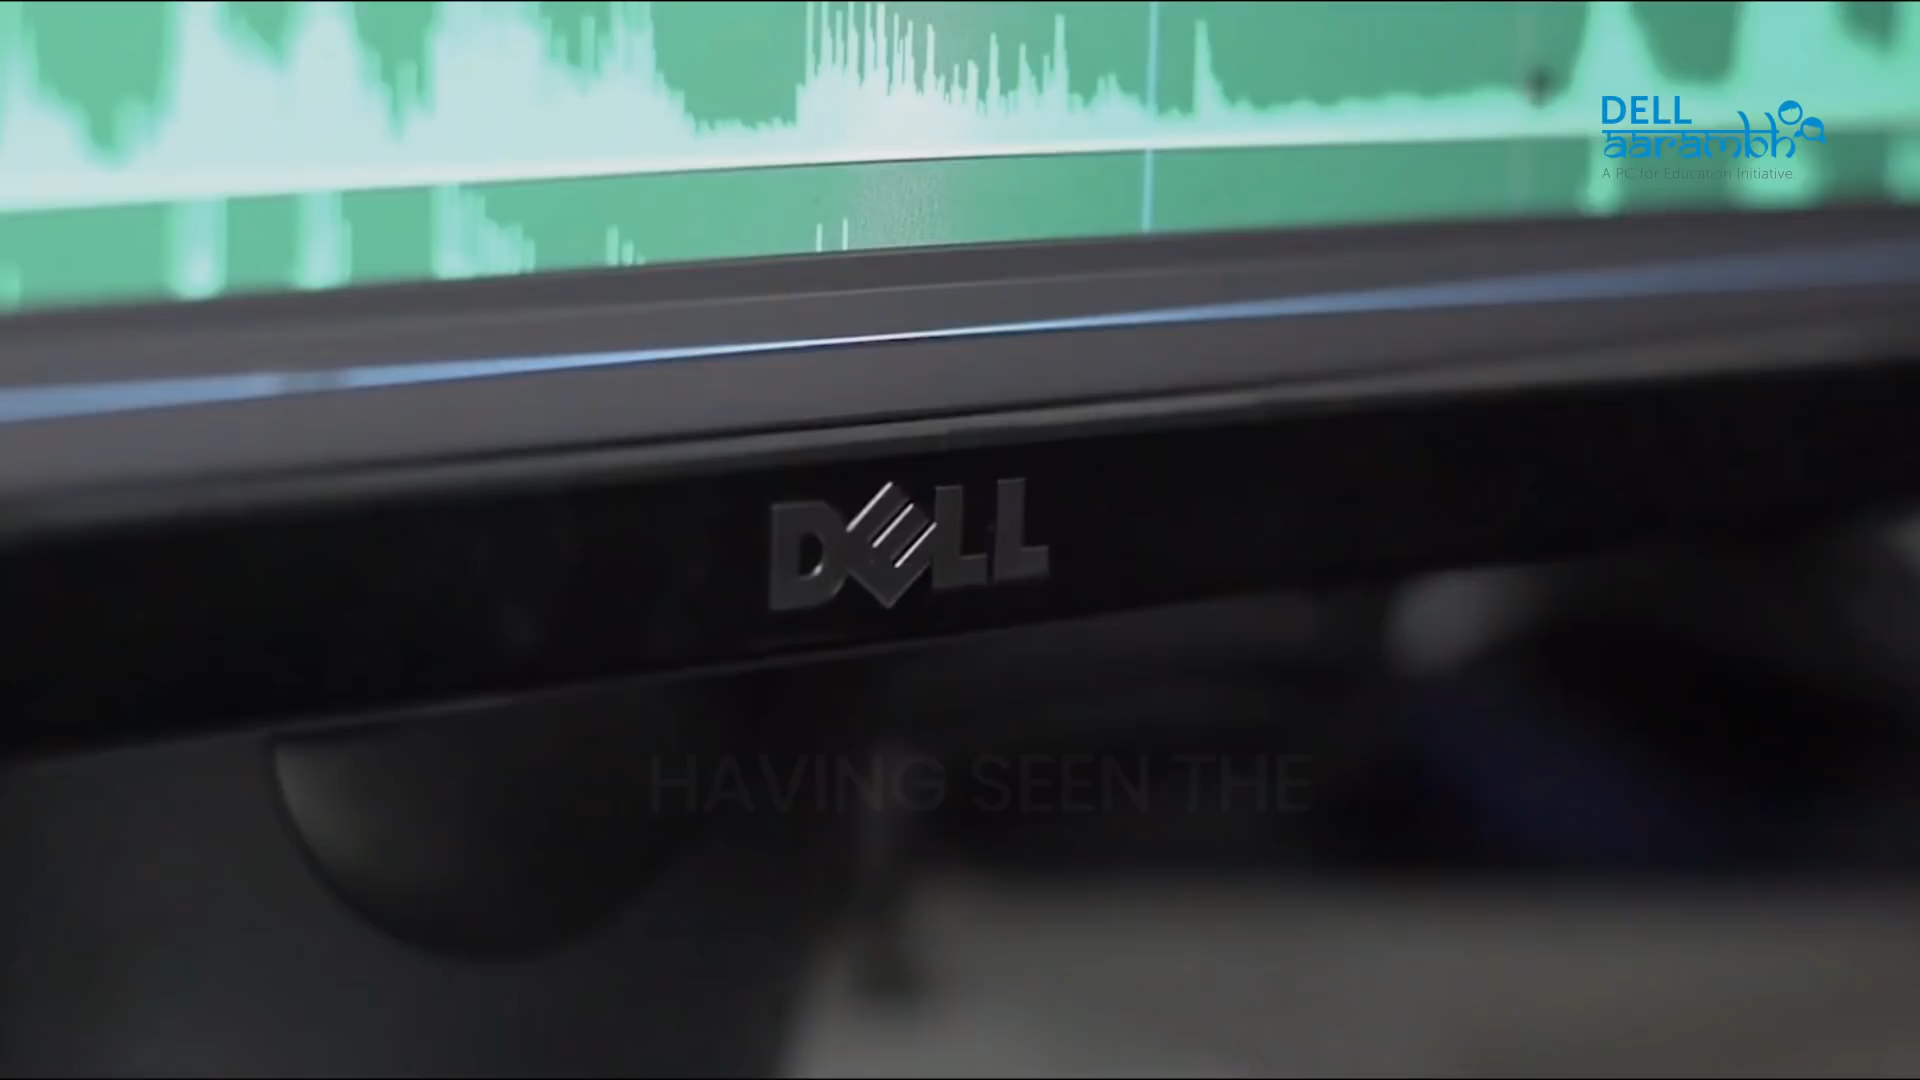 DELL
aarambh
A PC for Education Initiative
DELL
HAVING SEEN THE